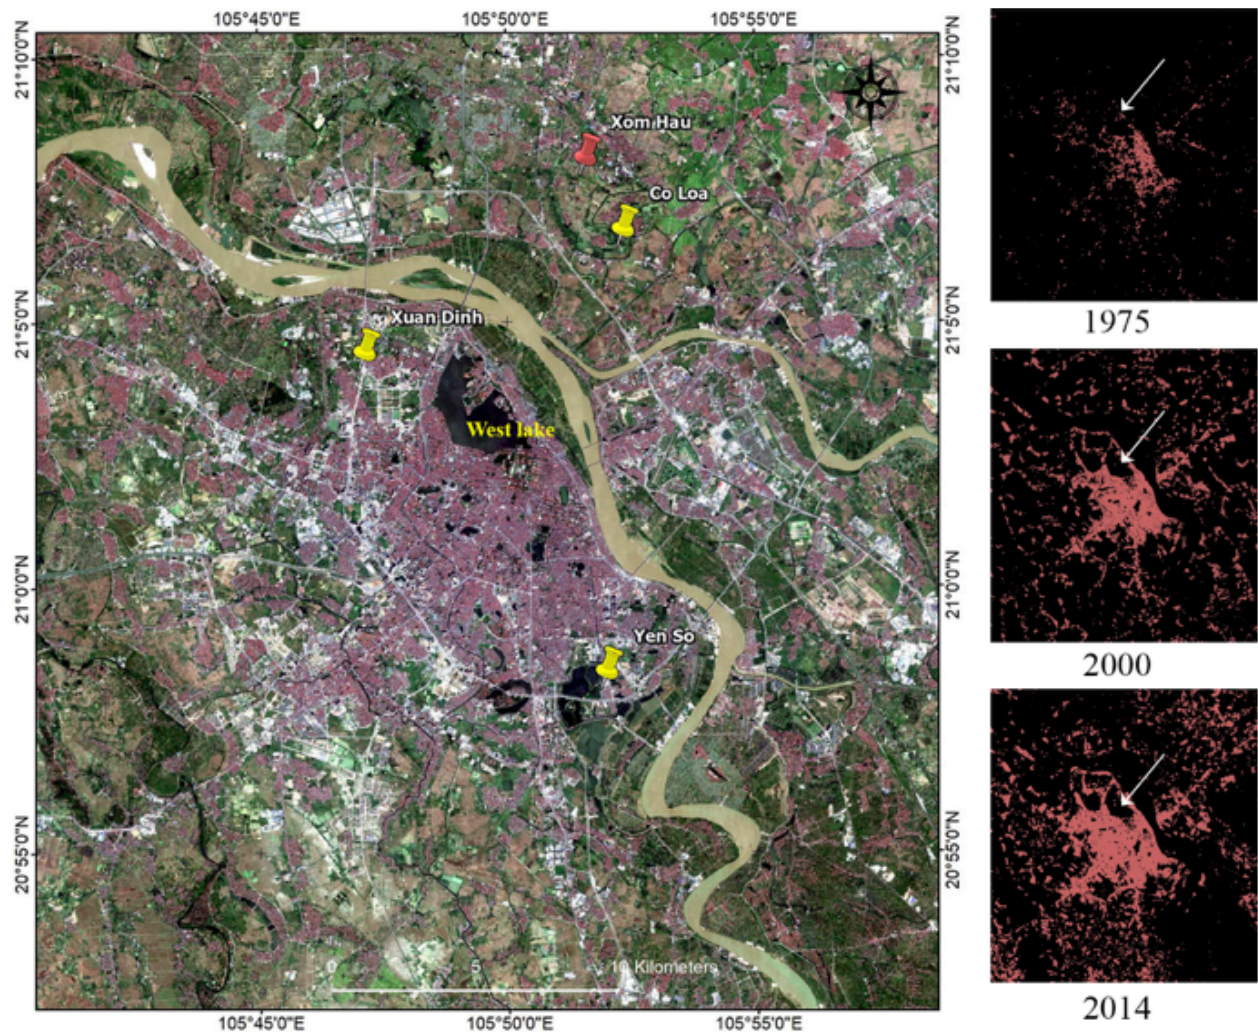 105°45'0"E
105°50'0"E
105°55'0"E
21°10'0"N
21°10'0"N
Xom Hau
Co Loa
1975
21°5'0"N
21°5'0"N
Xuan Dinh
West lake
21°0'0"N
21°0'0"N
Yen So
2000
20°55'0"N
20°55'0"N
0
5
10 Kilometers
105°45'0"E
105°50'0"E
105°55'0"E
2014